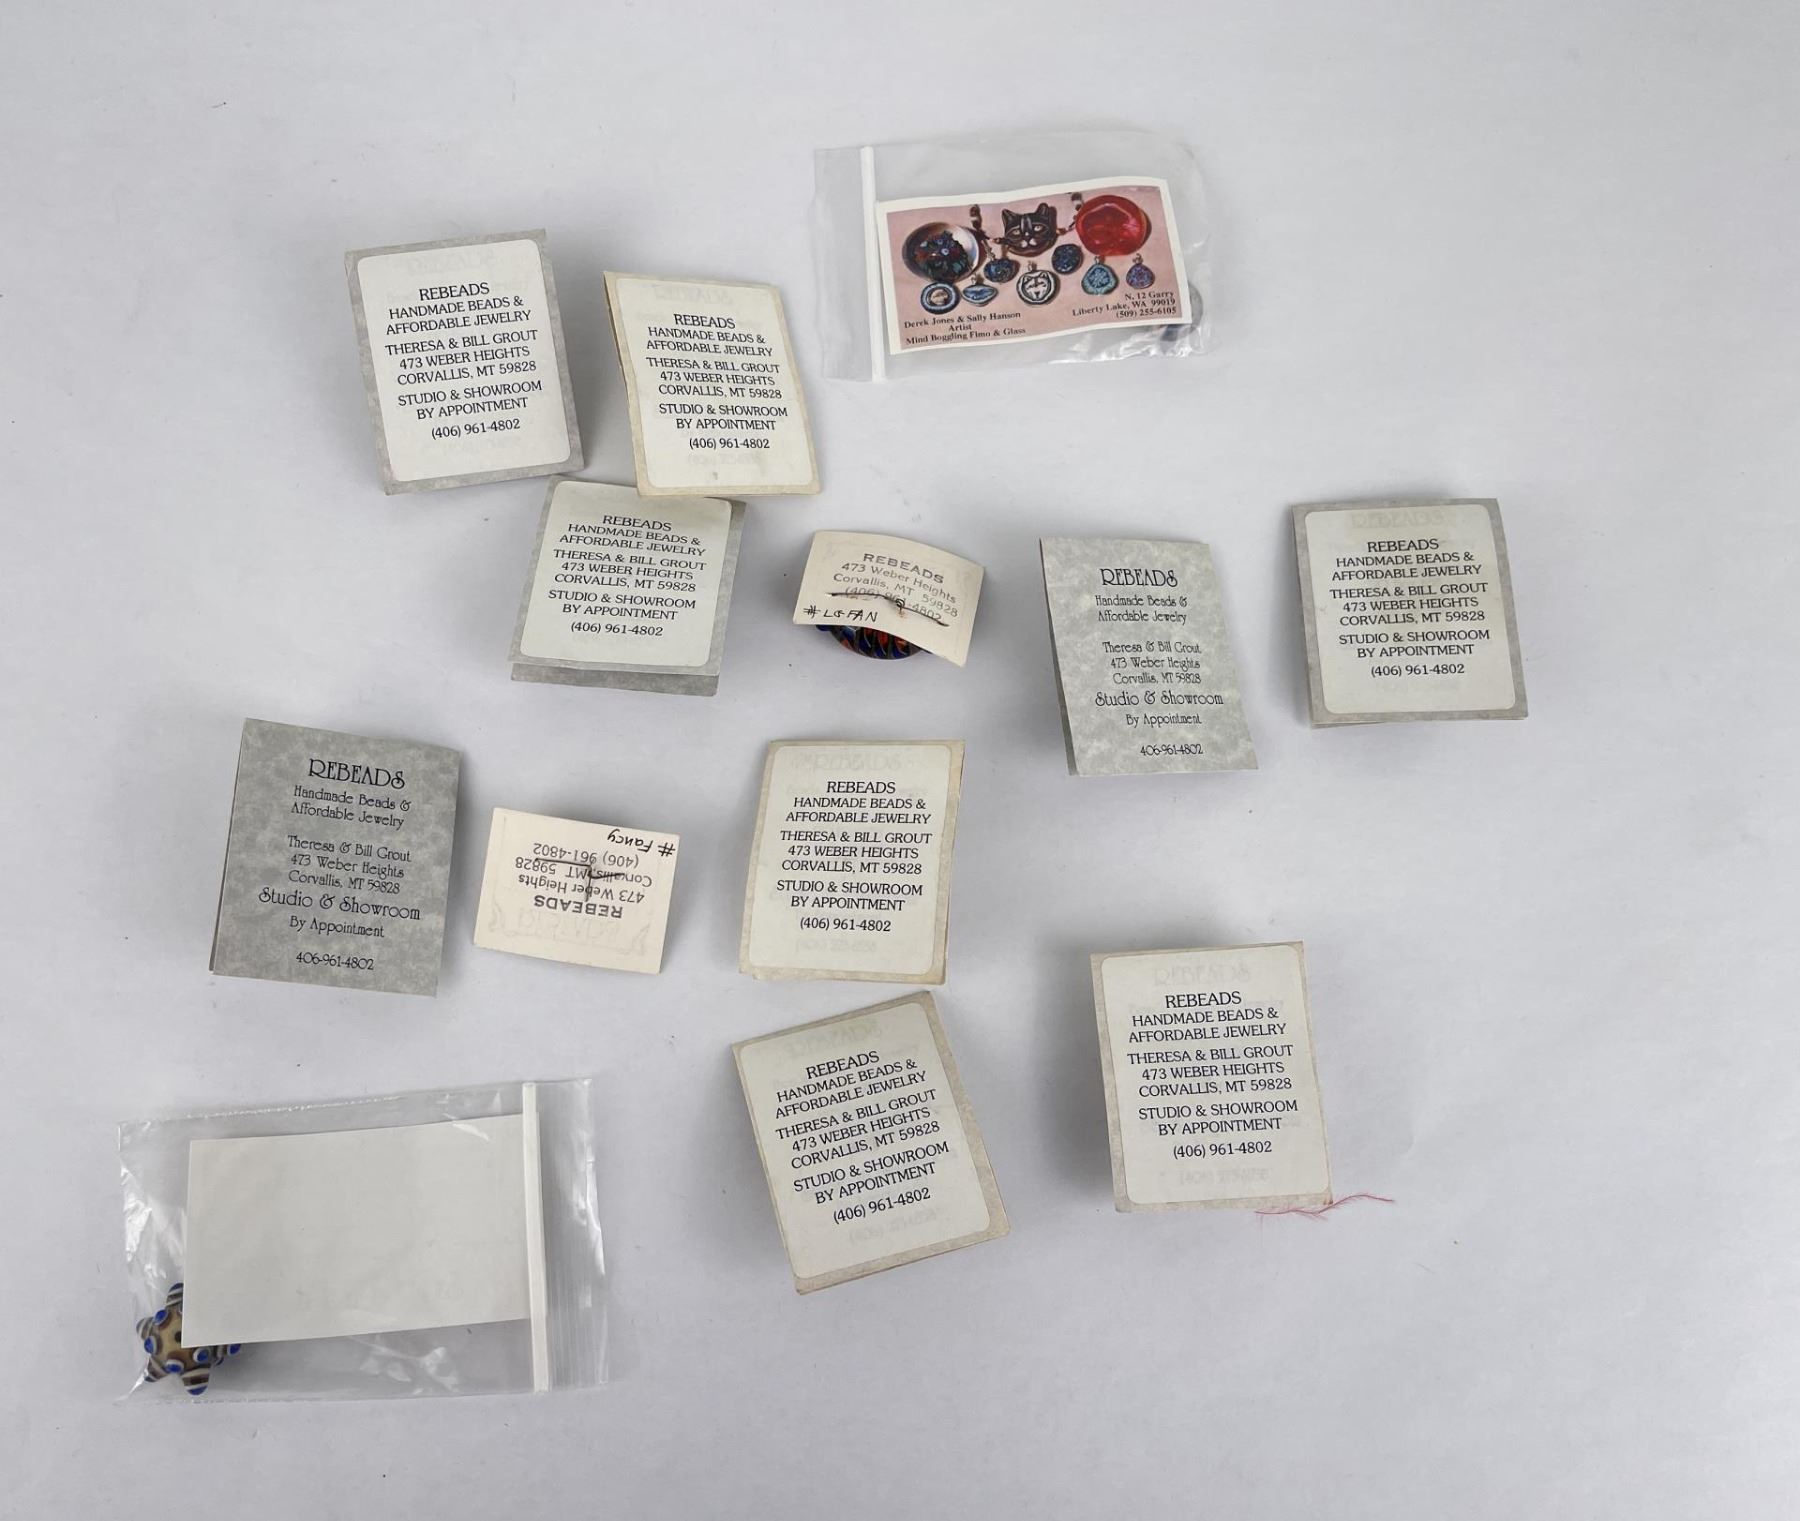 REBEADS
HANDMADE BEADS &
AFFORDABLE JEWELRY
THERESA & BILL GROUT
473 WEBER HEIGHTS
CORVALLIS, MT 59828
STUDIO & SHOWROOM
BY APPOINTMENT
(406) 961-4802
REBEADS
HANDMADE BEADS &
AFFORDABLE JEWELRY
THERESA & BILL GROUT
473 WEBER HEIGHTS
CORVALLIS, MT 59828
STUDIO & SHOWROOM
BY APPOINTMENT
(406) 961-4802
Derek Jones & Sally Hanson
Artist
Mind Boggling Fimo & Glass
N. 12 Garry
Liberty Lake, WA 99019
(509) 255-6105
REBEADS
HANDMADE BEADS &
AFFORDABLE JEWELRY
THERESA & BILL GROUT
473 WEBER HEIGHTS
CORVALLIS, MT 59828
STUDIO & SHOWROOM
BY APPOINTMENT
(406) 961-4802
REBEADS
473 Weber Heights
Corvallis, MT 59828
(406) 961-4802
# LG FAN
REBEADS
Handmade Beads &
Affordable Jewelry
Theresa & Bill Grout
473 Weber Heights
Corvallis, MT 59828
Studio & Showroom
By Appointment
406-961-4802
REBEADS
HANDMADE BEADS &
AFFORDABLE JEWELRY
THERESA & BILL GROUT
473 WEBER HEIGHTS
CORVALLIS, MT 59828
STUDIO & SHOWROOM
BY APPOINTMENT
(406) 961-4802
REBEADS
Handmade Beads &
Affordable Jewelry
Theresa & Bill Grout
473 Weber Heights
Corvallis, MT 59828
Studio & Showroom
By Appointment
406-961-4802
REBEADS
473 Weber Heights
Corvallis, MT 59828
(406) 961-4802
# Fancy
REBEADS
HANDMADE BEADS &
AFFORDABLE JEWELRY
THERESA & BILL GROUT
473 WEBER HEIGHTS
CORVALLIS, MT 59828
STUDIO & SHOWROOM
BY APPOINTMENT
(406) 961-4802
REBEADS
HANDMADE BEADS &
AFFORDABLE JEWELRY
THERESA & BILL GROUT
473 WEBER HEIGHTS
CORVALLIS, MT 59828
STUDIO & SHOWROOM
BY APPOINTMENT
(406) 961-4802
REBEADS
HANDMADE BEADS &
AFFORDABLE JEWELRY
THERESA & BILL GROUT
473 WEBER HEIGHTS
CORVALLIS, MT 59828
STUDIO & SHOWROOM
BY APPOINTMENT
(406) 961-4802